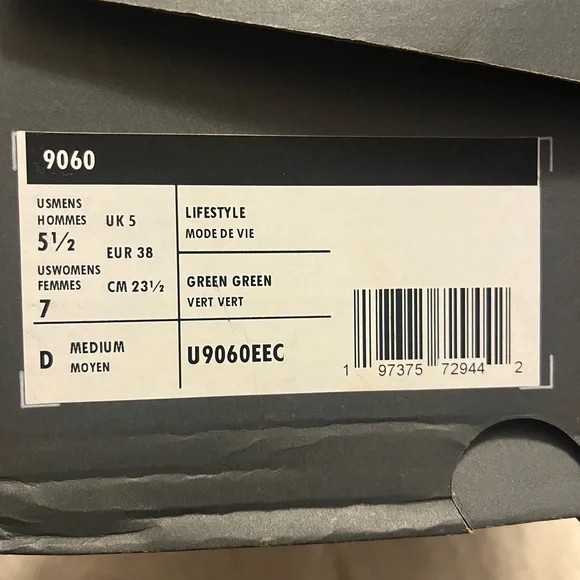 9060
USMENS
HOMMES
5½
UK 5
EUR 38
USWOMENS
FEMMES
7
CM 23½
LIFESTYLE
MODE DE VIE
GREEN GREEN
VERT VERT
D MEDIUM
MOYEN
U9060EEC
1 97375 72944 2